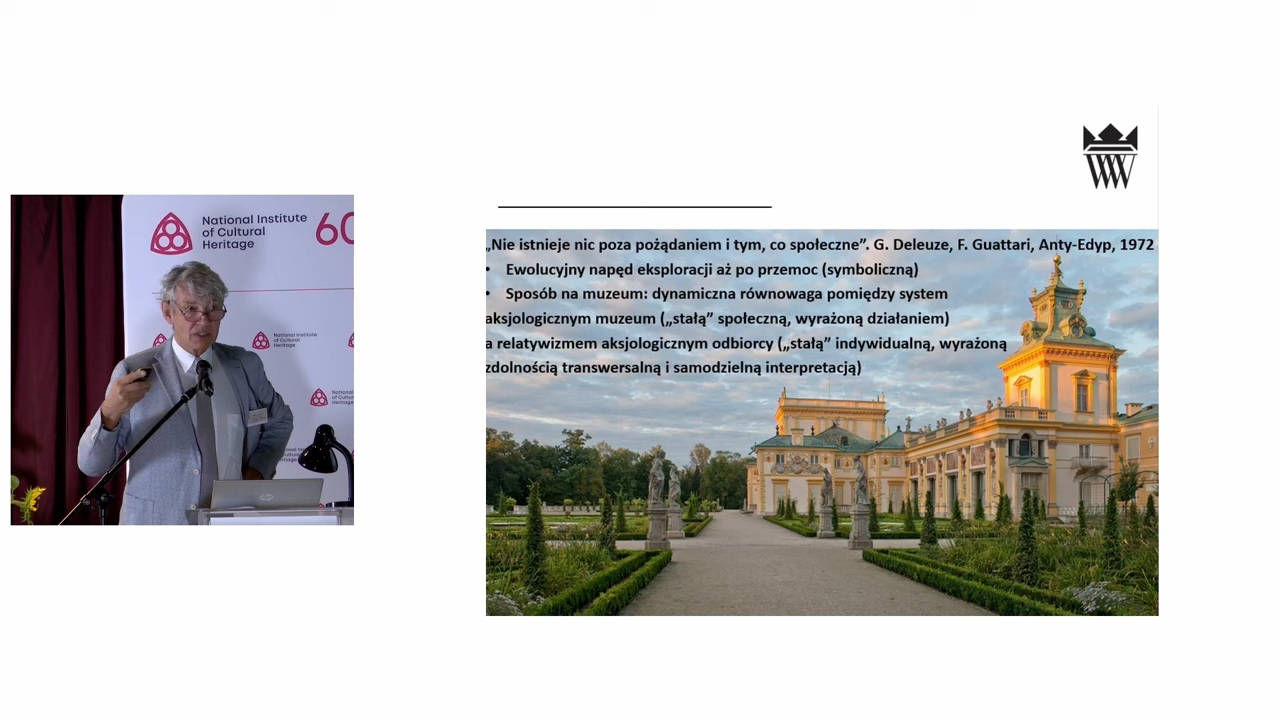 National Institute
of Cultural
Heritage
60
National Institute
of Cultural
Heritage
„Nie istnieje nic poza pożądaniem i tym, co społeczne”. G. Deleuze, F. Guattari, Anty-Edyp, 1972
• Ewolucyjny napęd eksploracji aż po przemoc (symboliczną)
• Sposób na muzeum: dynamiczna równowaga pomiędzy system
aksjologicznym muzeum („stałą” społeczną, wyrażoną działaniem)
a relatywizmem aksjologicznym odbiorcy („stałą” indywidualną, wyrażoną
zdolnością transwersalną i samodzielną interpretacją)